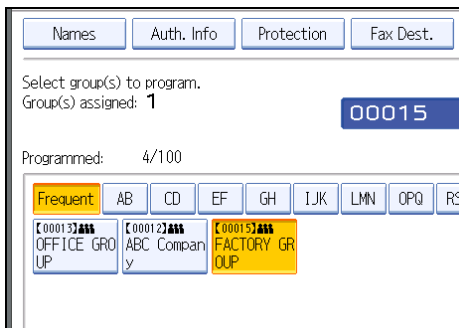 Names Auth. Info Protection Fax Dest.
Select group(s) to program.
Group(s) assigned: 1
00015
Programmed: 4/100
Frequent AB CD EF GH IJK LMN OPQ RS
【00013】 【00012】 【00015】
OFFICE GRO ABC Compan FACTORY GR
UP y OUP